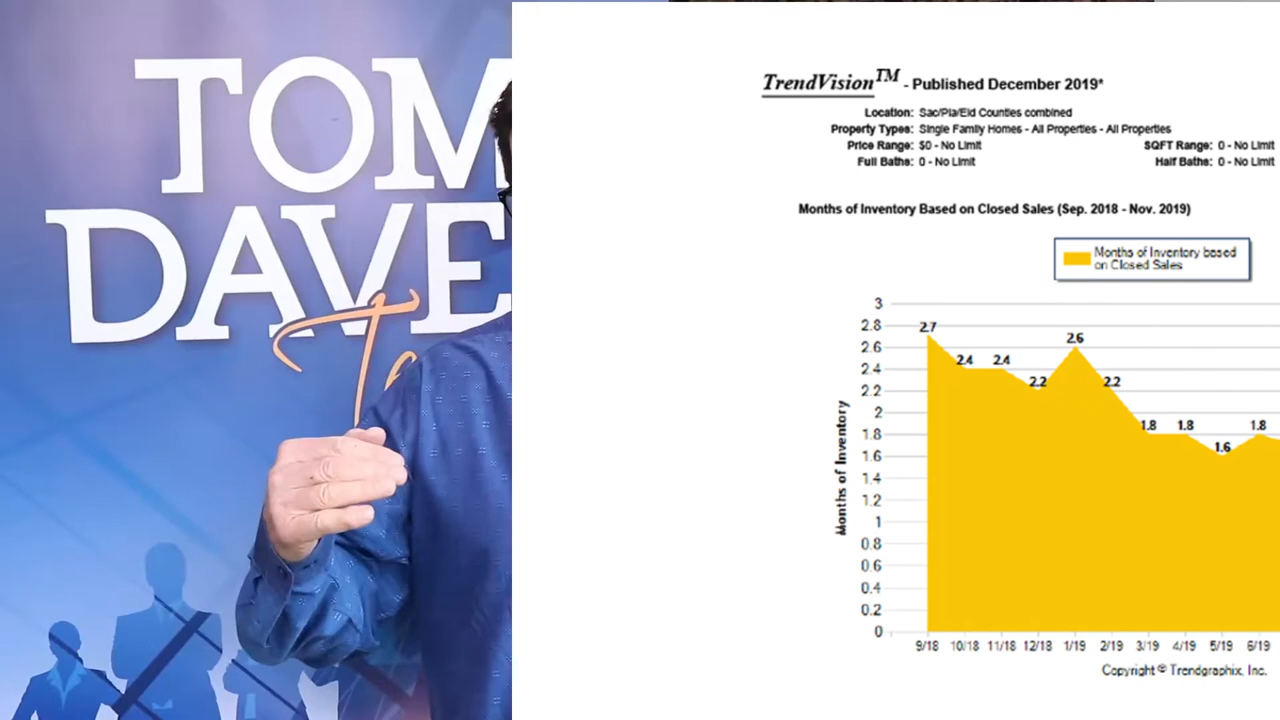 TOM
DAVE
TrendVision™ - Published December 2019*
Location: Sac/Pla/Eld Counties combined
Property Types: Single Family Homes - All Properties - All Properties
Price Range: $0 - No Limit SQFT Range: 0 - No Limit
Full Baths: 0 - No Limit Half Baths: 0 - No Limit
Months of Inventory Based on Closed Sales (Sep. 2018 - Nov. 2019)
Months of Inventory based
on Closed Sales
Months of Inventory
3
2.8
2.6
2.4
2.2
2
1.8
1.6
1.4
1.2
1
0.8
0.6
0.4
0.2
0
2.7
2.4
2.4
2.2
2.6
2.2
1.8
1.8
1.6
1.8
9/18 10/18 11/18 12/18 1/19 2/19 3/19 4/19 5/19 6/19
Copyright © Trendgraphix, Inc.